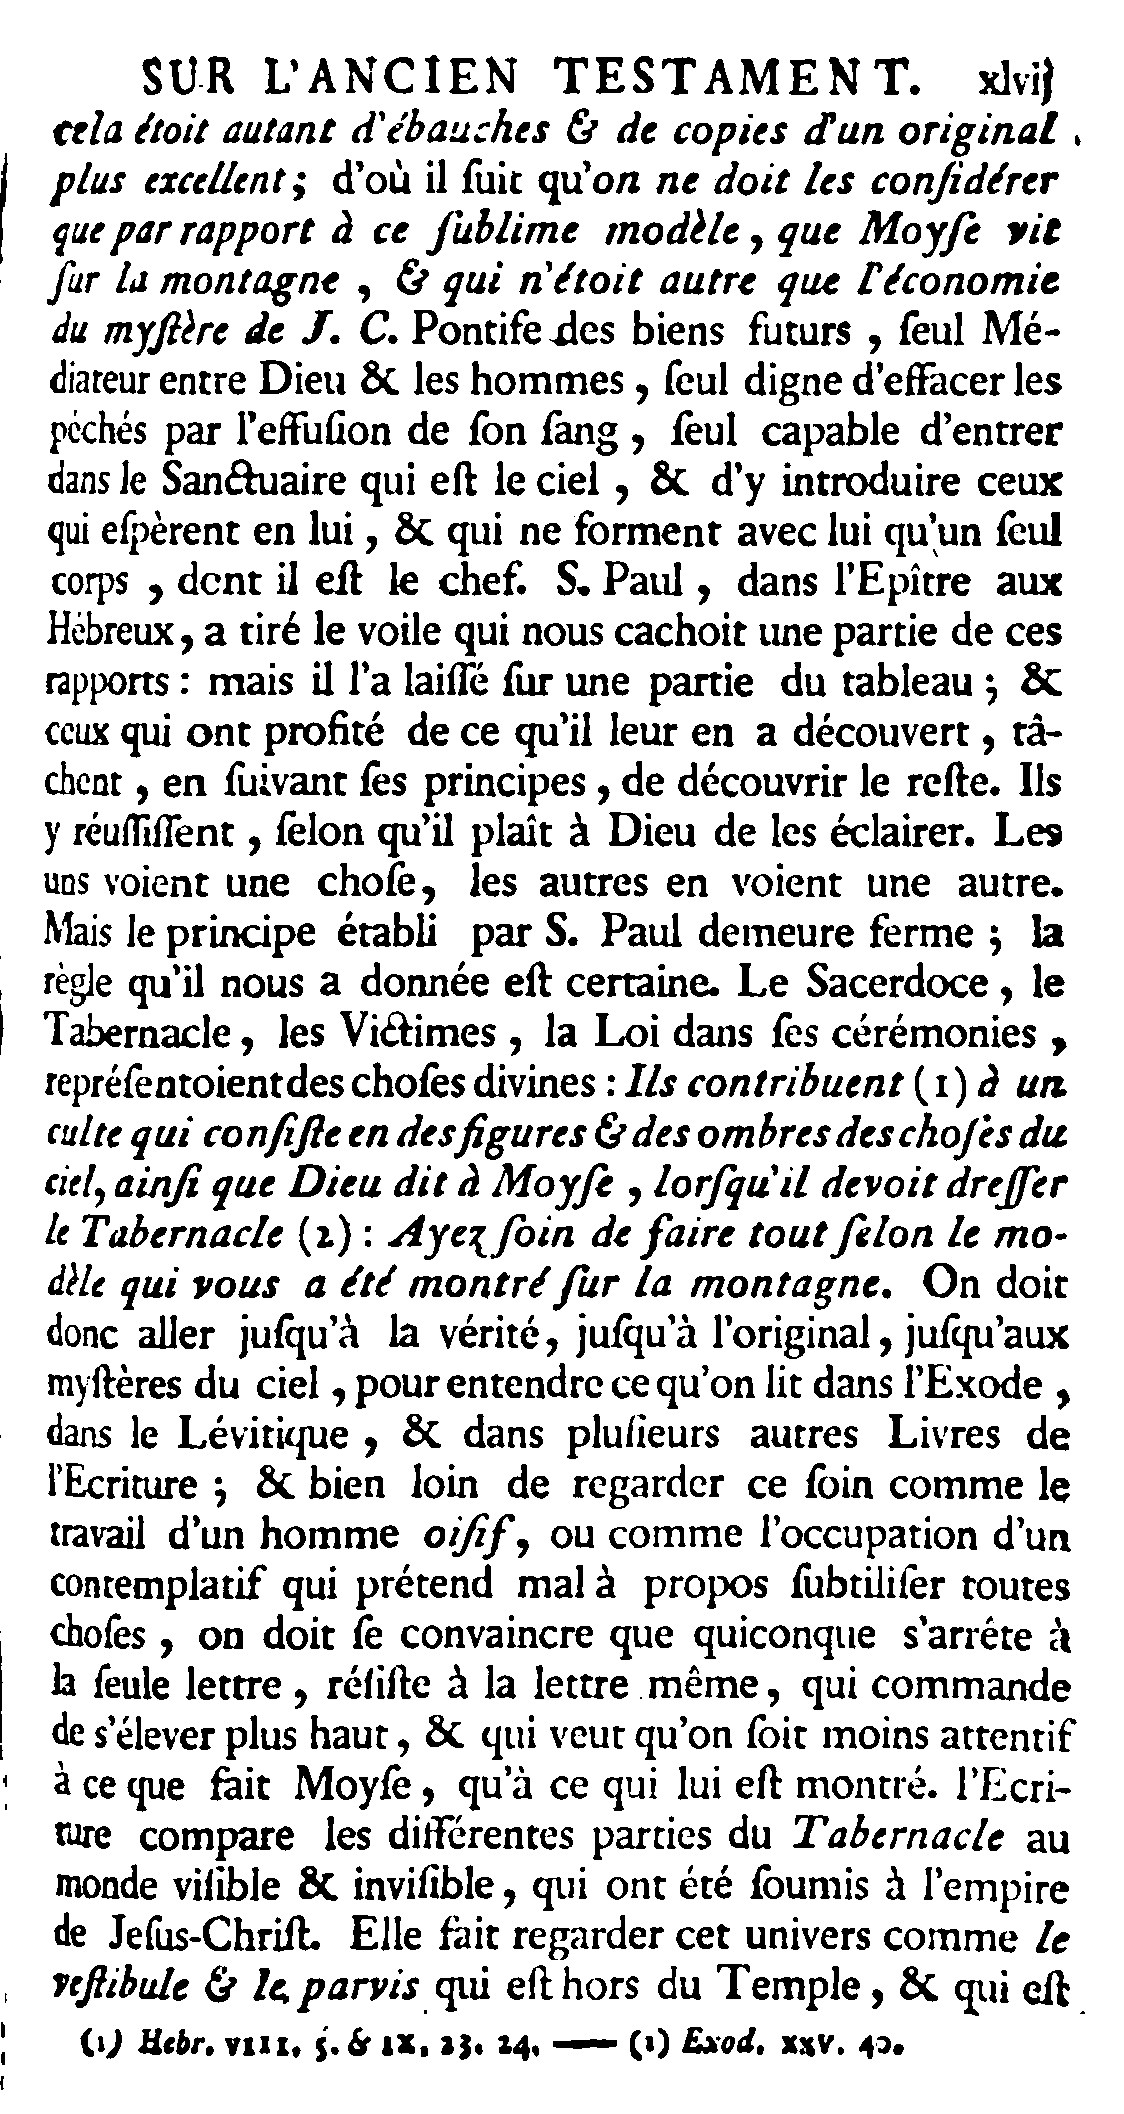 SUR L'ANCIEN TESTAMENT. xlvij
cela étoit autant d'ébauches & de copies d'un original
plus excellent ; d'où il ſuit qu'on ne doit les conſidérer
que par rapport à ce ſublime modèle, que Moyſe vit
ſur la montagne , & qui n'étoit autre que l'économie
du myſtère de J. C. Pontife des biens futurs , ſeul Mé-
diateur entre Dieu & les hommes , ſeul digne d'effacer les
péchés par l'effuſion de ſon ſang , ſeul capable d'entrer
dans le Sanctuaire qui eſt le ciel , & d'y introduire ceux
qui eſpèrent en lui , & qui ne forment avec lui qu'un ſeul
corps , dont il eſt le chef. S. Paul , dans l'Epître aux
Hébreux, a tiré le voile qui nous cachoit une partie de ces
rapports : mais il l'a laiſſé ſur une partie du tableau ; &
ceux qui ont profité de ce qu'il leur en a découvert , tâ-
chent , en ſuivant ſes principes , de découvrir le reſte. Ils
y réuſſiſſent , ſelon qu'il plaît à Dieu de les éclairer. Les
uns voient une choſe, les autres en voient une autre.
Mais le principe établi par S. Paul demeure ferme ; la
règle qu'il nous a donnée eſt certaine. Le Sacerdoce , le
Tabernacle , les Victimes , la Loi dans ſes cérémonies ,
repréſentoient des choſes divines : Ils contribuent (1) à un
culte qui conſiſte en des figures & des ombres des choſes du
ciel, ainſi que Dieu dit à Moyſe , lorſqu'il devoit dreſſer
le Tabernacle (2) : Ayez ſoin de faire tout ſelon le mo-
dèle qui vous a été montré ſur la montagne. On doit
donc aller juſqu'à la vérité, juſqu'à l'original, juſqu'aux
myſtères du ciel , pour entendre ce qu'on lit dans l'Exode ,
dans le Lévitique , & dans pluſieurs autres Livres de
l'Ecriture ; & bien loin de regarder ce ſoin comme le
travail d'un homme oiſif, ou comme l'occupation d'un
contemplatif qui prétend mal à propos ſubtiliſer toutes
choſes , on doit ſe convaincre que quiconque s'arrête à
la ſeule lettre , réſiſte à la lettre même, qui commande
de s'élever plus haut , & qui veut qu'on ſoit moins attentif
à ce que fait Moyſe , qu'à ce qui lui eſt montré. l'Ecri-
ture compare les différentes parties du Tabernacle au
monde viſible & inviſible, qui ont été ſoumis à l'empire
de Jeſus-Chriſt. Elle fait regarder cet univers comme le
veſtibule & le parvis qui eſt hors du Temple , & qui eſt
(1) Hebr. VIII. 5. & IX. 23. 24. — (1) Exod. XXV. 40.